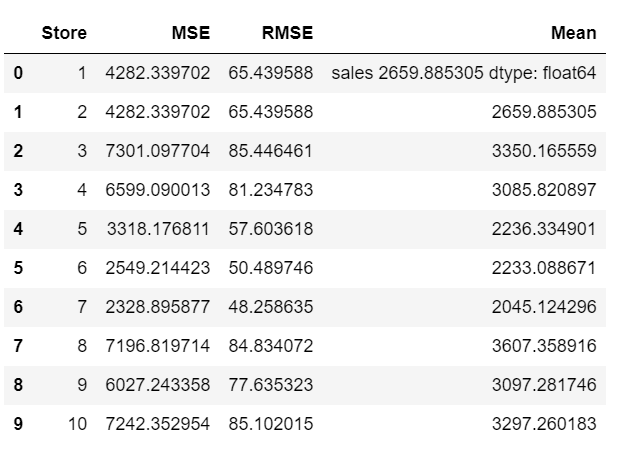 Store MSE RMSE Mean
0 1 4282.339702 65.439588 sales 2659.885305 dtype: float64
1 2 4282.339702 65.439588 2659.885305
2 3 7301.097704 85.446461 3350.165559
3 4 6599.090013 81.234783 3085.820897
4 5 3318.176811 57.603618 2236.334901
5 6 2549.214423 50.489746 2233.088671
6 7 2328.895877 48.258635 2045.124296
7 8 7196.819714 84.834072 3607.358916
8 9 6027.243358 77.635323 3097.281746
9 10 7242.352954 85.102015 3297.260183